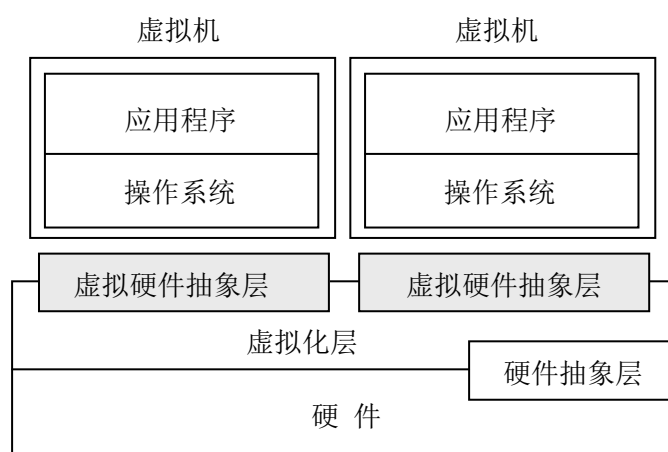 虚拟机 虚拟机
应用程序 应用程序
操作系统 操作系统
虚拟硬件抽象层 虚拟硬件抽象层
虚拟化层
硬件抽象层
硬 件